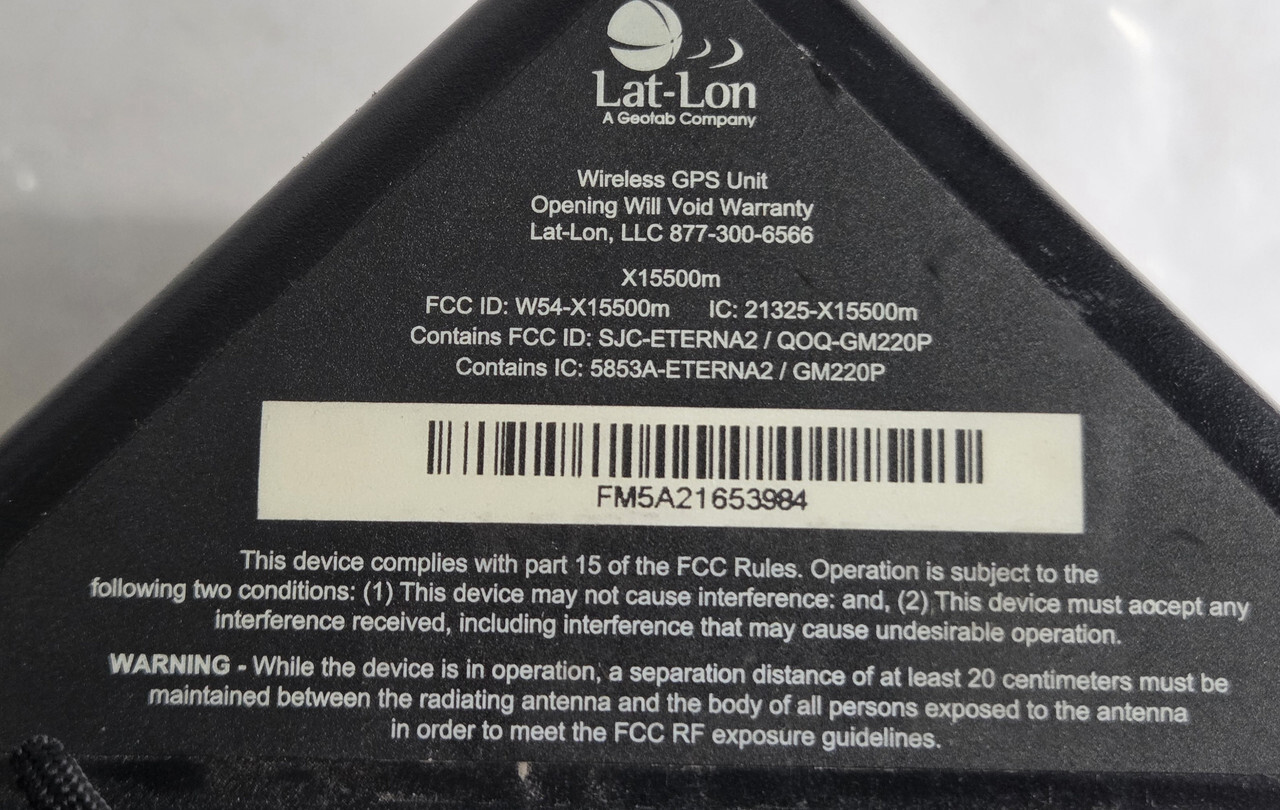 Lat-Lon
A Geotab Company
Wireless GPS Unit
Opening Will Void Warranty
Lat-Lon, LLC 877-300-6566
X15500m
FCC ID: W54-X15500m IC: 21325-X15500m
Contains FCC ID: SJC-ETERNA2 / QOQ-GM220P
Contains IC: 5853A-ETERNA2 / GM220P
FM5A21653984
This device complies with part 15 of the FCC Rules. Operation is subject to the
following two conditions: (1) This device may not cause interference: and, (2) This device must accept any
interference received, including interference that may cause undesirable operation.
WARNING - While the device is in operation, a separation distance of at least 20 centimeters must be
maintained between the radiating antenna and the body of all persons exposed to the antenna
in order to meet the FCC RF exposure guidelines.